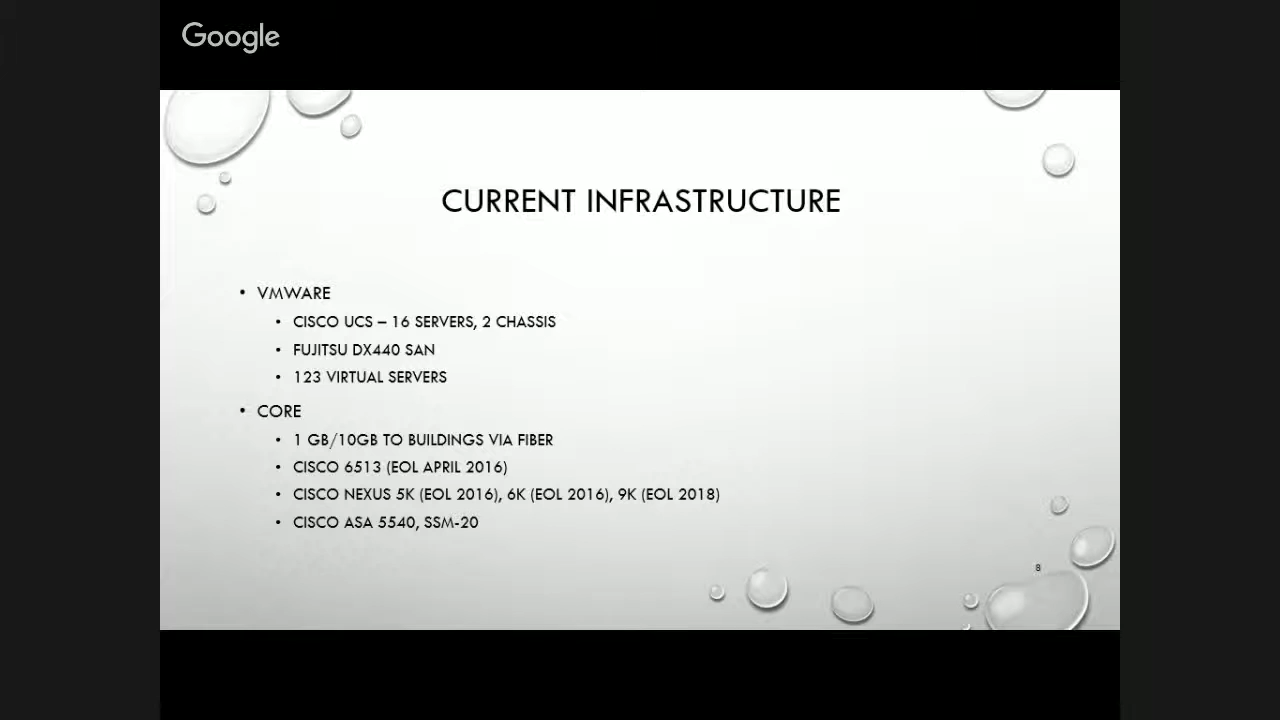 Google
CURRENT INFRASTRUCTURE
• VMWARE
• CISCO UCS – 16 SERVERS, 2 CHASSIS
• FUJITSU DX440 SAN
• 123 VIRTUAL SERVERS
• CORE
• 1 GB/10GB TO BUILDINGS VIA FIBER
• CISCO 6513 (EOL APRIL 2016)
• CISCO NEXUS 5K (EOL 2016), 6K (EOL 2016), 9K (EOL 2018)
• CISCO ASA 5540, SSM-20
8